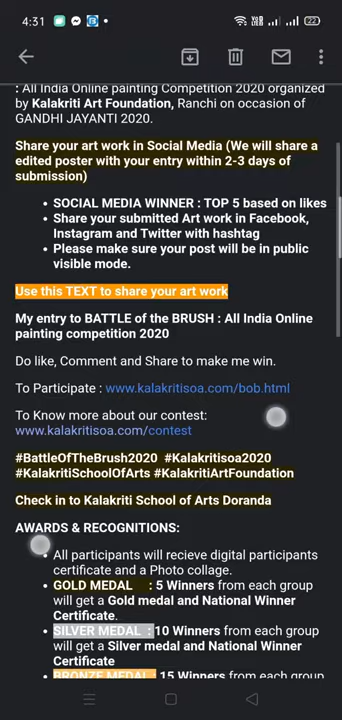 4:31
22
: All India Online painting Competition 2020 organized
by Kalakriti Art Foundation, Ranchi on occasion of
GANDHI JAYANTI 2020.
Share your art work in Social Media (We will share a
edited poster with your entry within 2-3 days of
submission)
• SOCIAL MEDIA WINNER : TOP 5 based on likes
• Share your submitted Art work in Facebook,
Instagram and Twitter with hashtag
• Please make sure your post will be in public
visible mode.
Use this TEXT to share your art work
My entry to BATTLE of the BRUSH : All India Online
painting competition 2020
Do like, Comment and Share to make me win.
To Participate : www.kalakritisoa.com/bob.html
To Know more about our contest:
www.kalakritisoa.com/contest
#BattleOfTheBrush2020 #Kalakritisoa2020
#KalakritiSchoolOfArts #KalakritiArtFoundation
Check in to Kalakriti School of Arts Doranda
AWARDS & RECOGNITIONS:
• All participants will recieve digital participants
certificate and a Photo collage.
• GOLD MEDAL : 5 Winners from each group
will get a Gold medal and National Winner
Certificate.
• SILVER MEDAL : 10 Winners from each group
will get a Silver medal and National Winner
Certificate
• BRONZE MEDAL : 15 Winners from each group